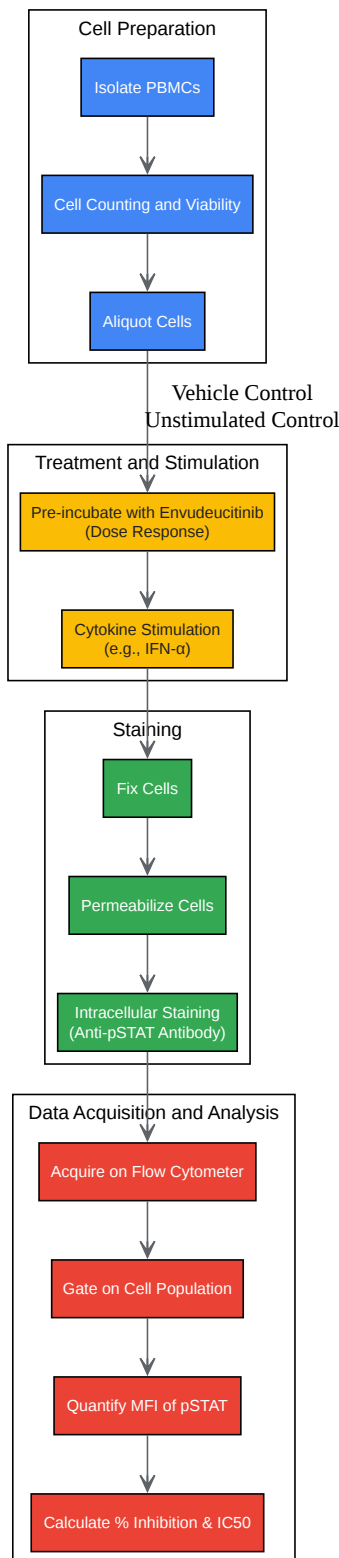 Cell Preparation
Isolate PBMCs
Cell Counting and Viability
Aliquot Cells
Vehicle Control
Unstimulated Control
Treatment and Stimulation
Pre-incubate with Envudeucitinib
(Dose Response)
Cytokine Stimulation
(e.g., IFN-α)
Staining
Fix Cells
Permeabilize Cells
Intracellular Staining
(Anti-pSTAT Antibody)
Data Acquisition and Analysis
Acquire on Flow Cytometer
Gate on Cell Population
Quantify MFI of pSTAT
Calculate % Inhibition & IC50